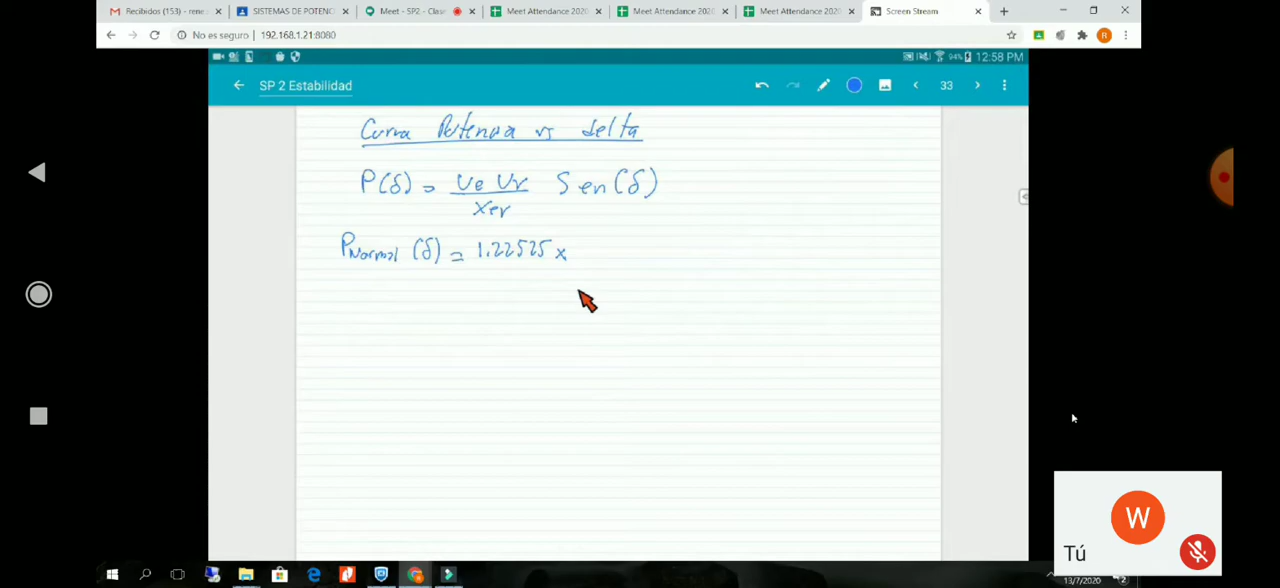 Recibidos (153) - rene
SISTEMAS DE POTENC
Meet - SP2 - Clas
Meet Attendance 2020
Meet Attendance 2020
Meet Attendance 2020
Screen Stream
No es seguro | 192.168.1.21:8080
R
94% 12:58 PM
SP 2 Estabilidad
33
Curva Potencia vs delta
P(δ) = Ve Vr / Xer Sen(δ)
PNormal (δ) = 1.22525 x
W
Tú
13/7/2020
2